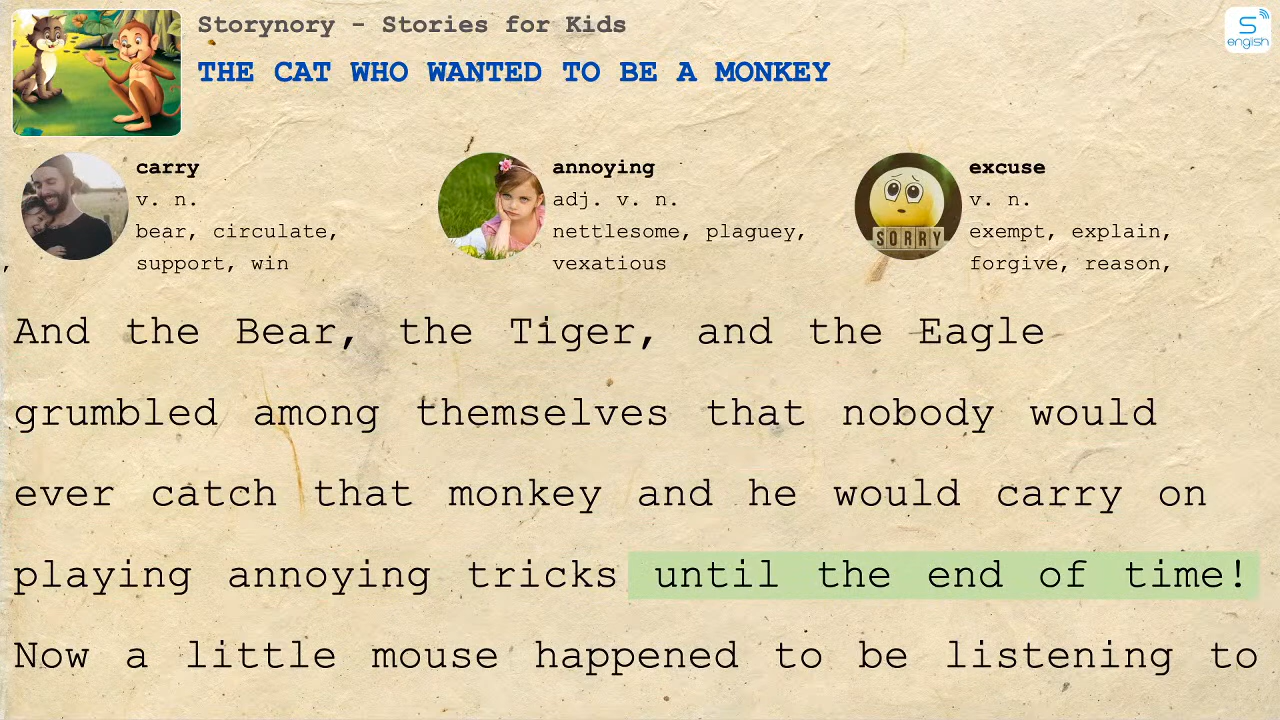 Storynory - Stories for Kids
THE CAT WHO WANTED TO BE A MONKEY
S
english
carry
v. n.
bear, circulate,
support, win
annoying
adj. v. n.
nettlesome, plaguey,
vexatious
excuse
v. n.
exempt, explain,
forgive, reason,
SORRY
,
And the Bear, the Tiger, and the Eagle
grumbled among themselves that nobody would
ever catch that monkey and he would carry on
playing annoying tricks until the end of time!
Now a little mouse happened to be listening to